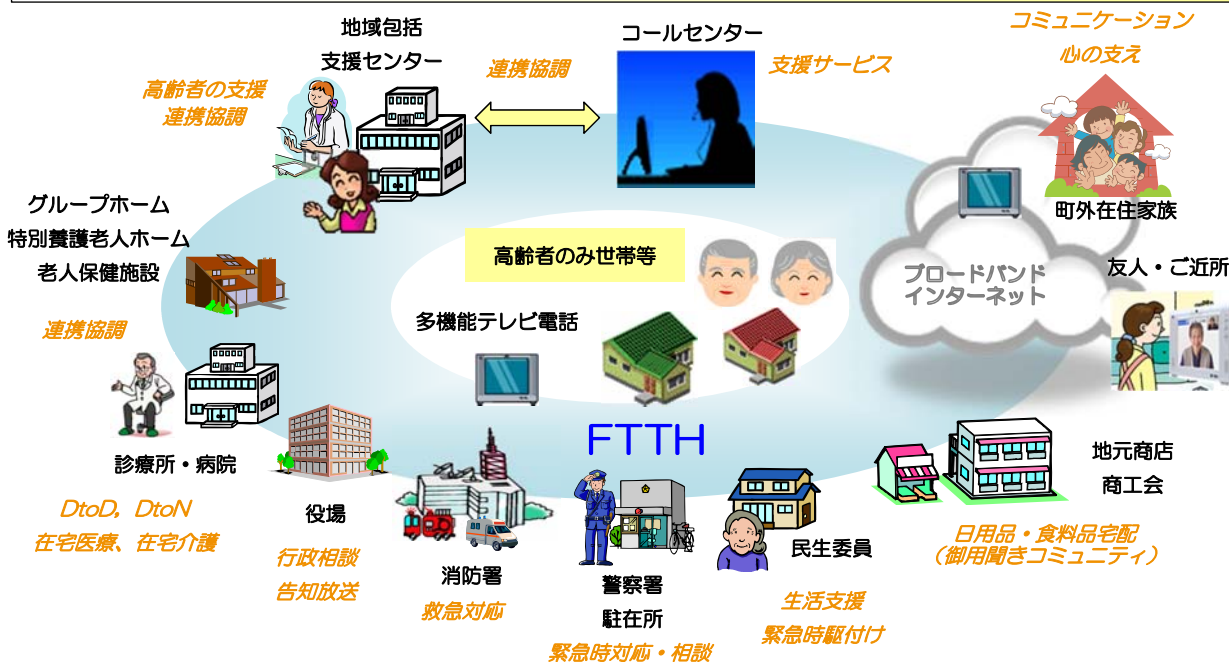 地域包括
支援センター
高齢者の支援
連携協調
連携協調
コールセンター
支援サービス
コミュニケーション
心の支え
町外在住家族
グループホーム
特別養護老人ホーム
老人保健施設
連携協調
高齢者のみ世帯等
多機能テレビ電話
ブロードバンド
インターネット
友人・ご近所
FTTH
診療所・病院
DtoD, DtoN
在宅医療、在宅介護
役場
行政相談
告知放送
消防署
救急対応
警察署
駐在所
緊急時対応・相談
民生委員
生活支援
緊急時駆付け
地元商店
商工会
日用品・食料品宅配
（御用聞きコミュニティ）